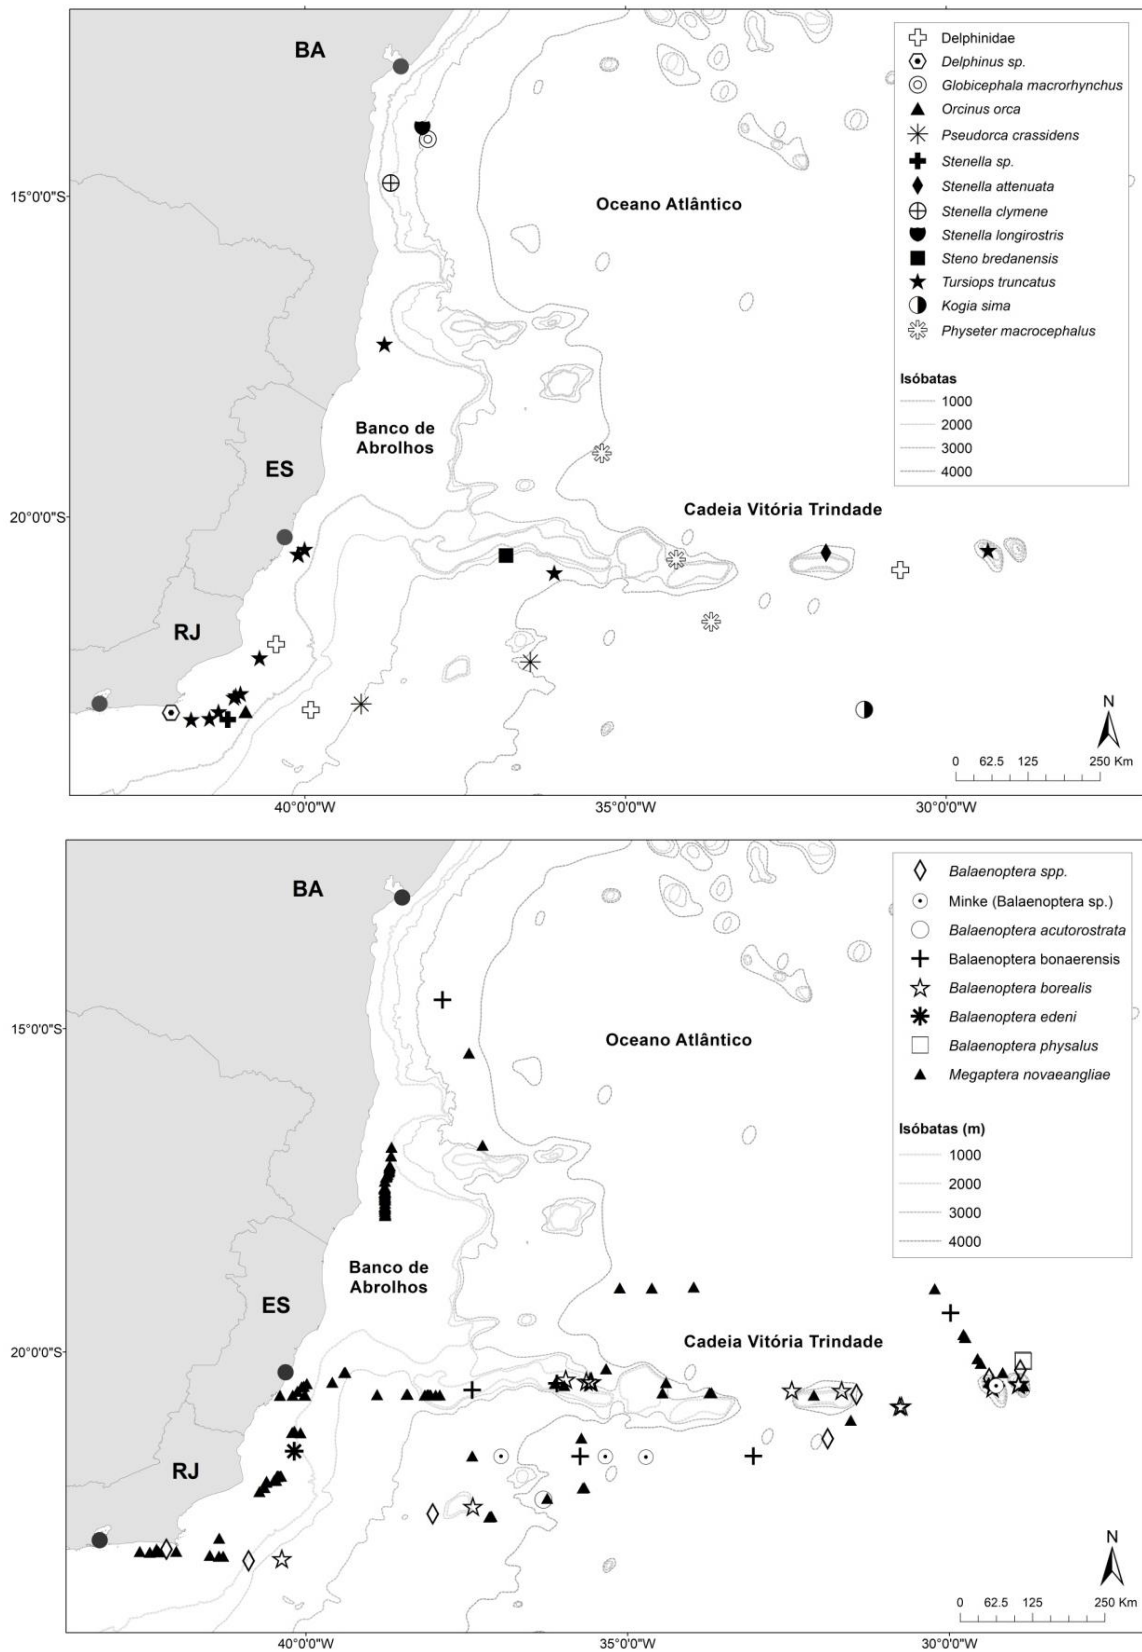 BA
15°0'0"S
Oceano Atlântico
Banco de
Abrolhos
ES
20°0'0"S
Cadeia Vitória Trindade
RJ
Delphinidae
Delphinus sp.
Globicephala macrorhynchus
Orcinus orca
Pseudorca crassidens
Stenella sp.
Stenella attenuata
Stenella clymene
Stenella longirostris
Steno bredanensis
Tursiops truncatus
Kogia sima
Physeter macrocephalus
Isóbatas
1000
2000
3000
4000
N
0 62.5 125 250 Km
40°0'0"W 35°0'0"W 30°0'0"W
BA
15°0'0"S
Oceano Atlântico
Banco de
Abrolhos
ES
20°0'0"S
Cadeia Vitória Trindade
RJ
Balaenoptera spp.
Minke (Balaenoptera sp.)
Balaenoptera acutorostrata
Balaenoptera bonaerensis
Balaenoptera borealis
Balaenoptera edeni
Balaenoptera physalus
Megaptera novaeangliae
Isóbatas (m)
1000
2000
3000
4000
N
0 62.5 125 250 Km
40°0'0"W 35°0'0"W 30°0'0"W